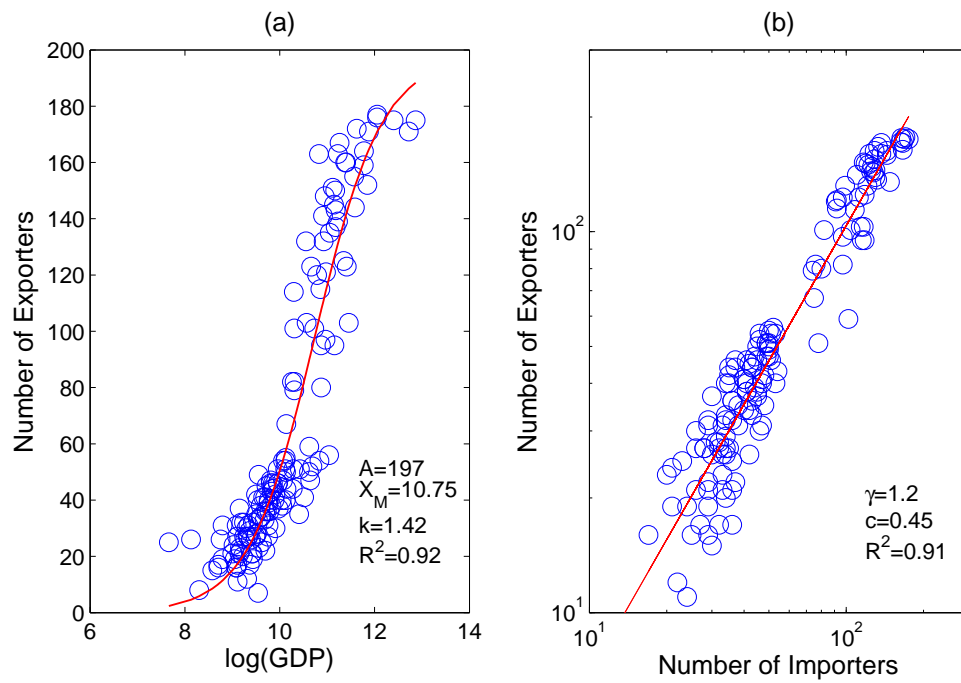 (a)
200
180
160
140
120
100
80
60
40
20
0
6
8
10
12
14
Number of Exporters
log(GDP)
A=197
X_M=10.75
k=1.42
R^2=0.92
(b)
10^2
10^1
10^1
10^2
Number of Exporters
Number of Importers
γ=1.2
c=0.45
R^2=0.91